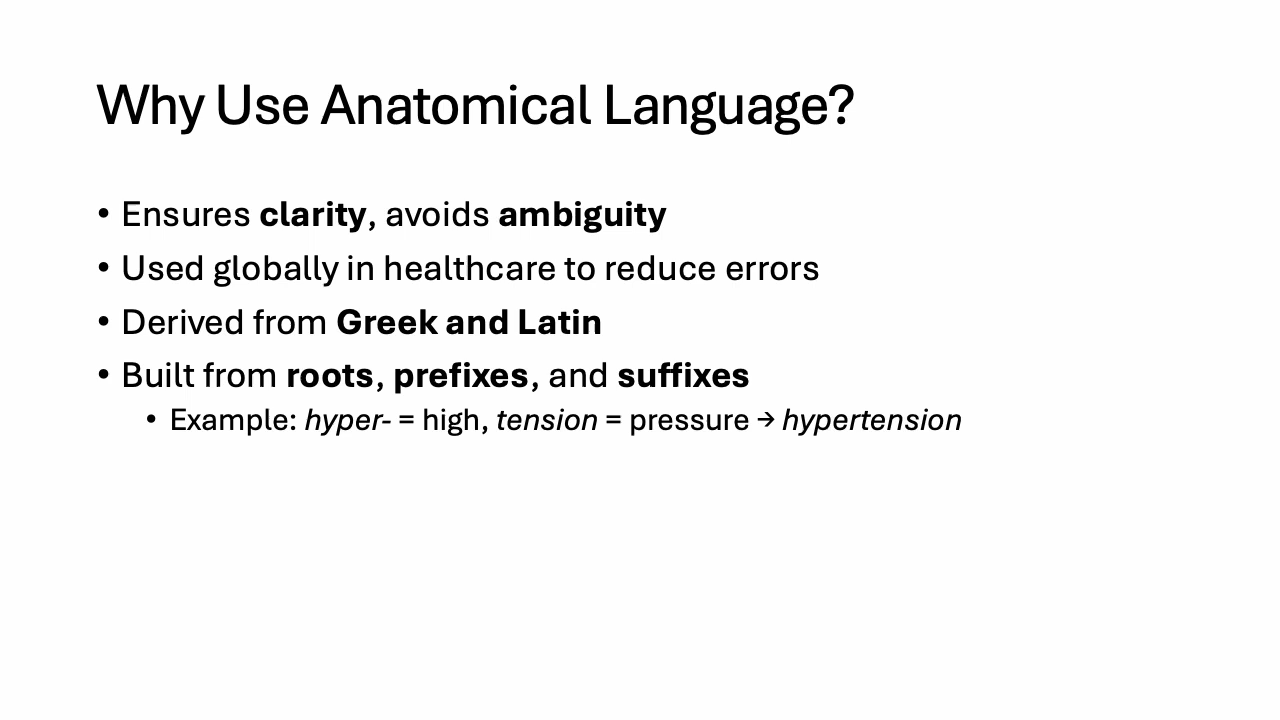 Why Use Anatomical Language?
• Ensures clarity, avoids ambiguity
• Used globally in healthcare to reduce errors
• Derived from Greek and Latin
• Built from roots, prefixes, and suffixes
• Example: hyper- = high, tension = pressure → hypertension